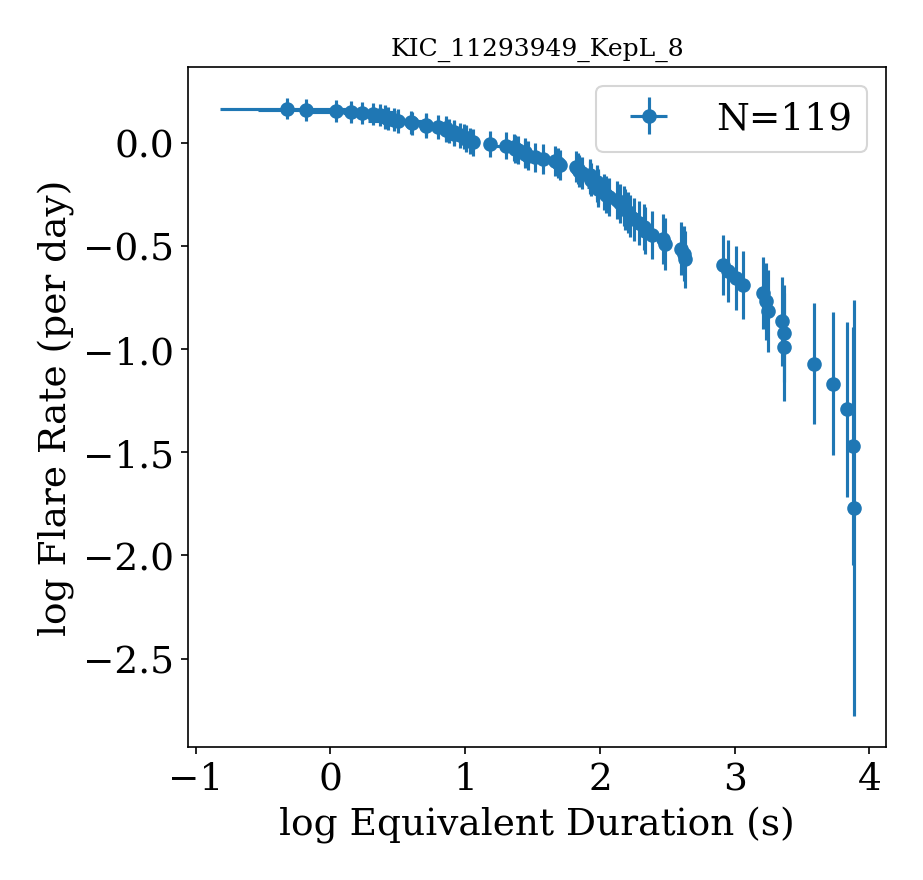 KIC_11293949_KepL_8
N=119
log Flare Rate (per day)
0.0
−0.5
−1.0
−1.5
−2.0
−2.5
−1 0 1 2 3 4
log Equivalent Duration (s)